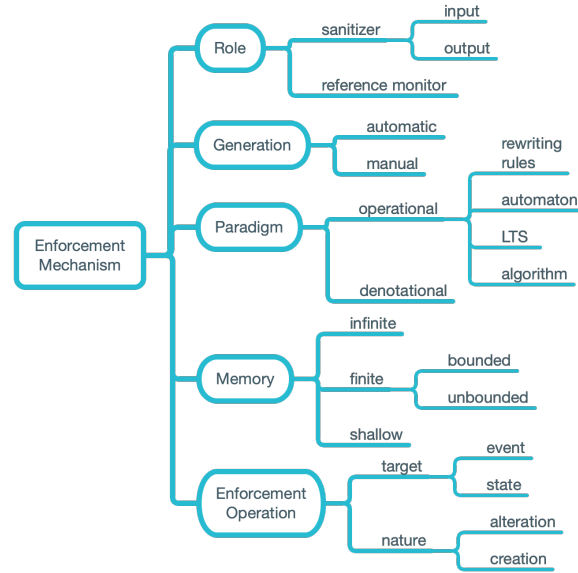 Enforcement
Mechanism
Role
sanitizer
input
output
reference monitor
Generation
automatic
manual
Paradigm
operational
rewriting
rules
automaton
LTS
algorithm
denotational
Memory
infinite
finite
bounded
unbounded
shallow
Enforcement
Operation
target
event
state
nature
alteration
creation